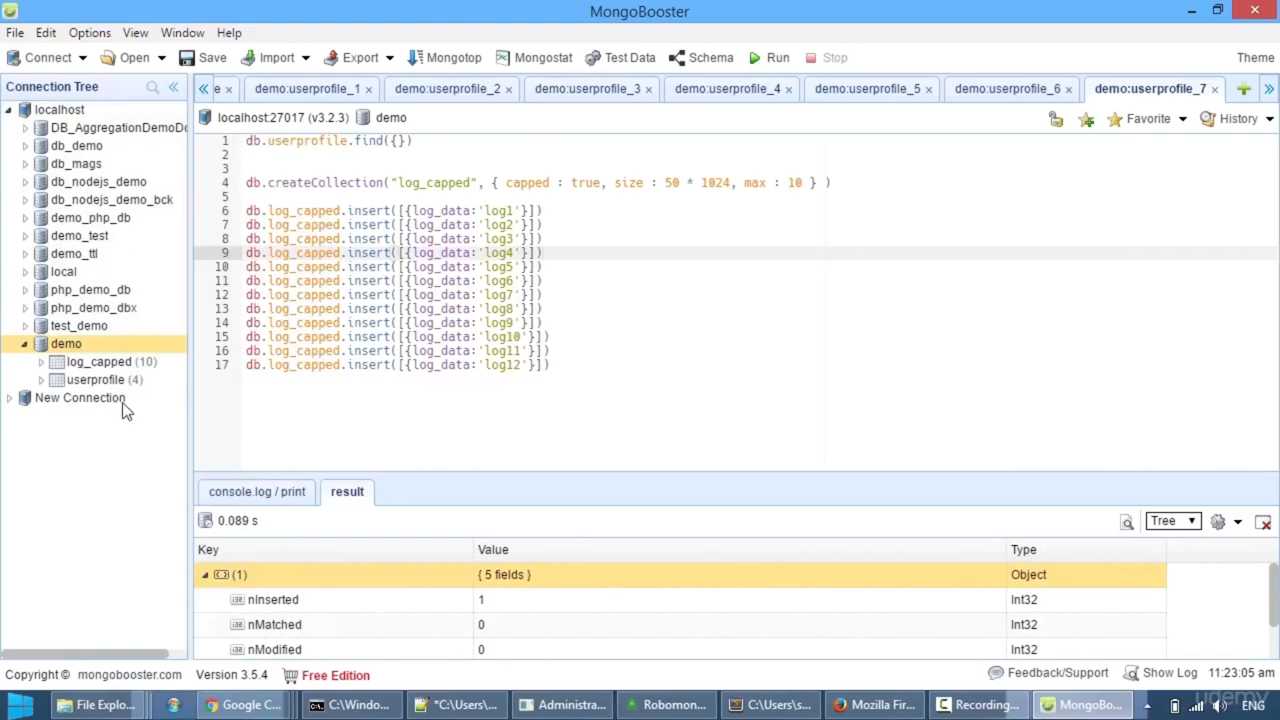 MongoBooster
File Edit Options View Window Help
Connect Open Save Import Export Mongotop Mongostat Test Data Schema Run Stop Theme
Connection Tree
e × demo:userprofile_1 × demo:userprofile_2 × demo:userprofile_3 × demo:userprofile_4 × demo:userprofile_5 × demo:userprofile_6 × demo:userprofile_7 ×
localhost:27017 (v3.2.3) demo Favorite History
localhost
DB_AggregationDemoDo
db_demo
db_mags
db_nodejs_demo
db_nodejs_demo_bck
demo_php_db
demo_test
demo_ttl
local
php_demo_db
php_demo_dbx
test_demo
demo
log_capped (10)
userprofile (4)
New Connection
1 db.userprofile.find({})
2
3
4 db.createCollection("log_capped", { capped : true, size : 50 * 1024, max : 10 } )
5
6 db.log_capped.insert([{log_data:'log1'}])
7 db.log_capped.insert([{log_data:'log2'}])
8 db.log_capped.insert([{log_data:'log3'}])
9 db.log_capped.insert([{log_data:'log4'}])
10 db.log_capped.insert([{log_data:'log5'}])
11 db.log_capped.insert([{log_data:'log6'}])
12 db.log_capped.insert([{log_data:'log7'}])
13 db.log_capped.insert([{log_data:'log8'}])
14 db.log_capped.insert([{log_data:'log9'}])
15 db.log_capped.insert([{log_data:'log10'}])
16 db.log_capped.insert([{log_data:'log11'}])
17 db.log_capped.insert([{log_data:'log12'}])
console.log / print result
0.089 s Tree
Key Value Type
(1) { 5 fields } Object
nInserted 1 Int32
nMatched 0 Int32
nModified 0 Int32
Copyright © mongobooster.com Version 3.5.4 Free Edition Feedback/Support Show Log 11:23:05 am
File Explo... Google C... C:\Window... *C:\Users\... Administra... Robomon... C:\Users\s... Mozilla Fir... Recording... MongoBo... ENG
udemy